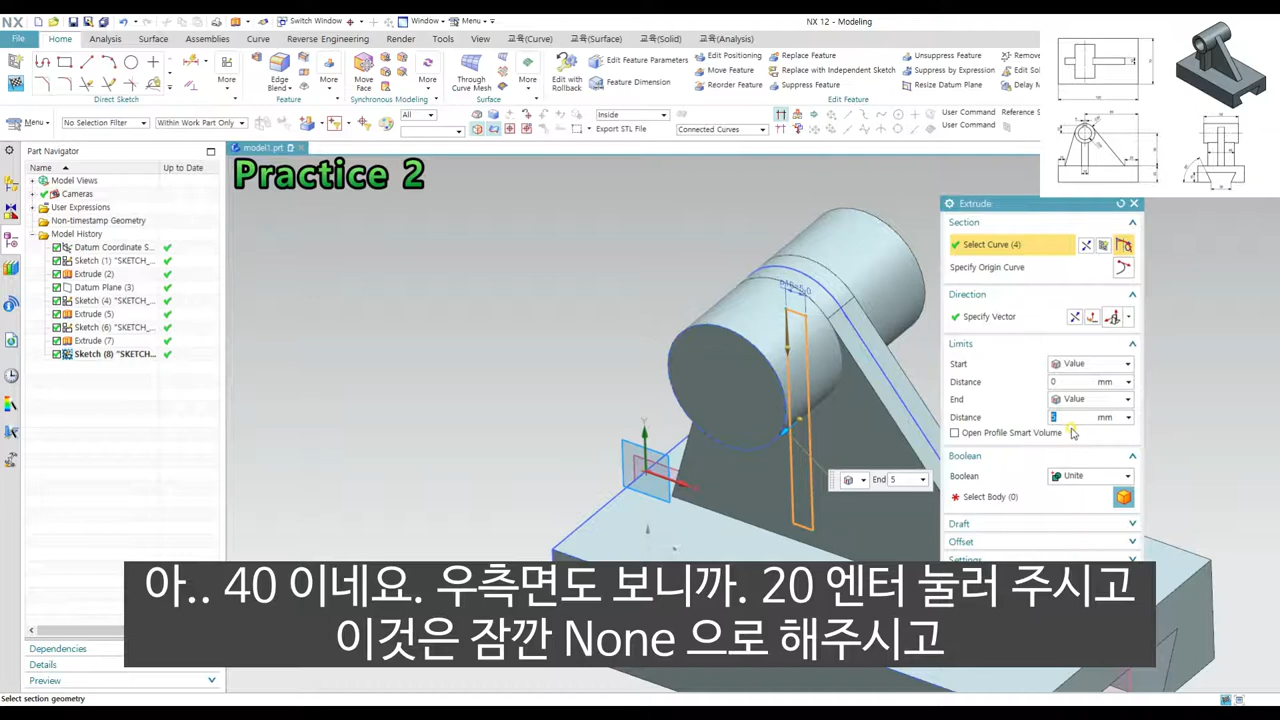 NX
Switch Window
Window
Menu
NX 12 - Modeling
File
Home
Analysis
Surface
Assemblies
Curve
Reverse Engineering
Render
Tools
View
교육(Curve)
교육(Surface)
교육(Solid)
교육(Analysis)
More
Direct Sketch
Edge
Blend
More
Feature
Move
Face
More
Synchronous Modeling
Through
Curve Mesh
More
Surface
Edit with
Rollback
Edit Feature Parameters
Feature Dimension
Edit Positioning
Move Feature
Reorder Feature
Replace Feature
Replace with Independent Sketch
Suppress Feature
Edit Feature
Unsuppress Feature
Suppress by Expression
Resize Datum Plane
Remov
Edit Sol
Delay M
Menu
No Selection Filter
Within Work Part Only
All
Inside
Export STL File
Connected Curves
User Command
User Command
Reference S
Part Navigator
Name
Up to Date
Model Views
Cameras
User Expressions
Non-timestamp Geometry
Model History
Datum Coordinate S...
Sketch (1) "SKETCH_...
Extrude (2)
Datum Plane (3)
Sketch (4) "SKETCH_...
Extrude (5)
Sketch (6) "SKETCH_...
Extrude (7)
Sketch (8) "SKETCH...
Dependencies
Details
Preview
model1.prt
Practice 2
Extrude
Section
Select Curve (4)
Specify Origin Curve
Direction
Specify Vector
Limits
Start
Value
Distance
0
mm
End
Value
Distance
5
mm
Open Profile Smart Volume
Boolean
Boolean
Unite
Select Body (0)
Draft
Offset
Settings
End 5
Y
아.. 40 이네요. 우측면도 보니까. 20 엔터 눌러 주시고
이것은 잠깐 None 으로 해주시고
Select section geometry